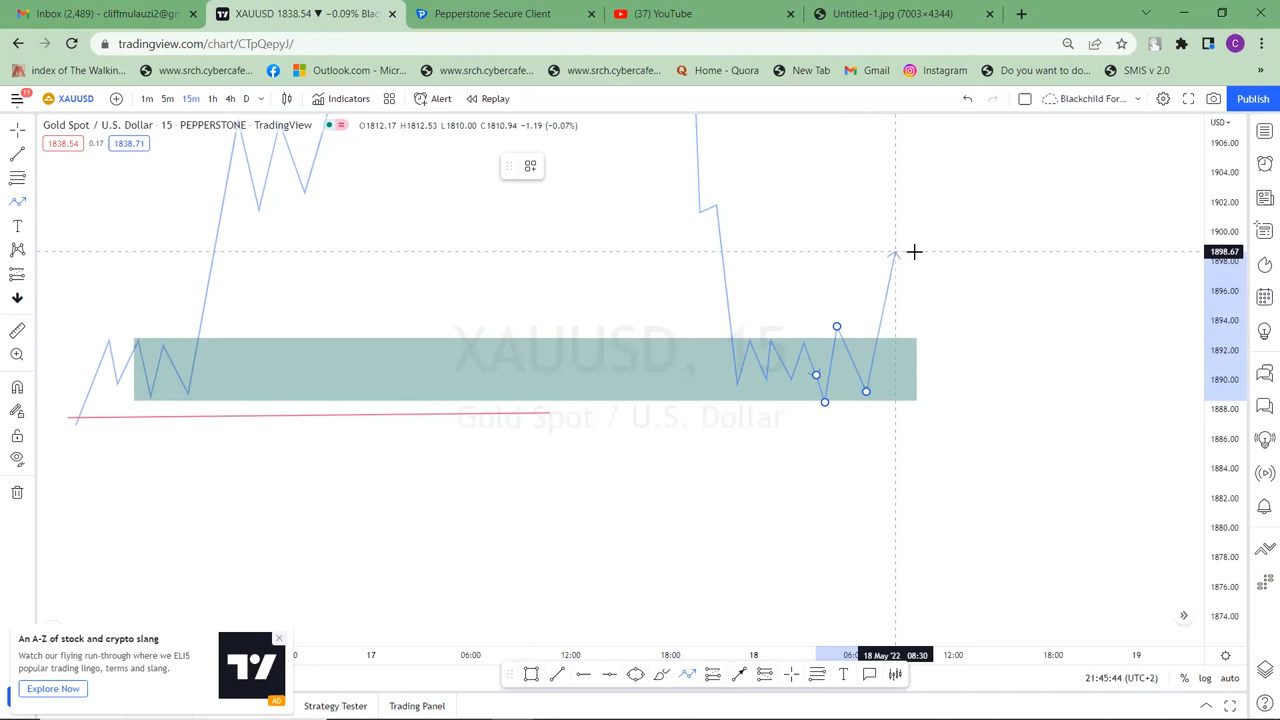 Inbox (2,489) - cliffmulauzi2@gm
XAUUSD 1838.54 ▼ −0.09% Blac
Pepperstone Secure Client
(37) YouTube
Untitled-1.jpg (7003×4344)
tradingview.com/chart/CTpQepyJ/
C
index of The Walkin...
www.srch.cybercafe...
Outlook.com - Micr...
www.srch.cybercafe...
www.srch.cybercafe...
Home - Quora
New Tab
Gmail
Instagram
Do you want to do...
SMIS v 2.0
»
11
XAUUSD
1m 5m 15m 1h 4h D
Indicators
Alert
Replay
Blackchild For...
Publish
Gold Spot / U.S. Dollar · 15 · PEPPERSTONE · TradingView
O1812.17 H1812.53 L1810.00 C1810.94 −1.19 (−0.07%)
1838.54
0.17
1838.71
USD
1906.00
1904.00
1902.00
1900.00
1898.67
1898.00
1896.00
1894.00
1892.00
1890.00
1888.00
1886.00
1884.00
1882.00
1880.00
1878.00
1876.00
1874.00
XAUUSD, 15
Gold Spot / U.S. Dollar
An A-Z of stock and crypto slang
Watch our flying run-through where we ELI5
popular trading lingo, terms and slang.
Explore Now
AD
17
06:00
12:00
18:00
18
18 May '22 08:30
12:00
18:00
19
21:45:44 (UTC+2)
%
log
auto
Strategy Tester
Trading Panel